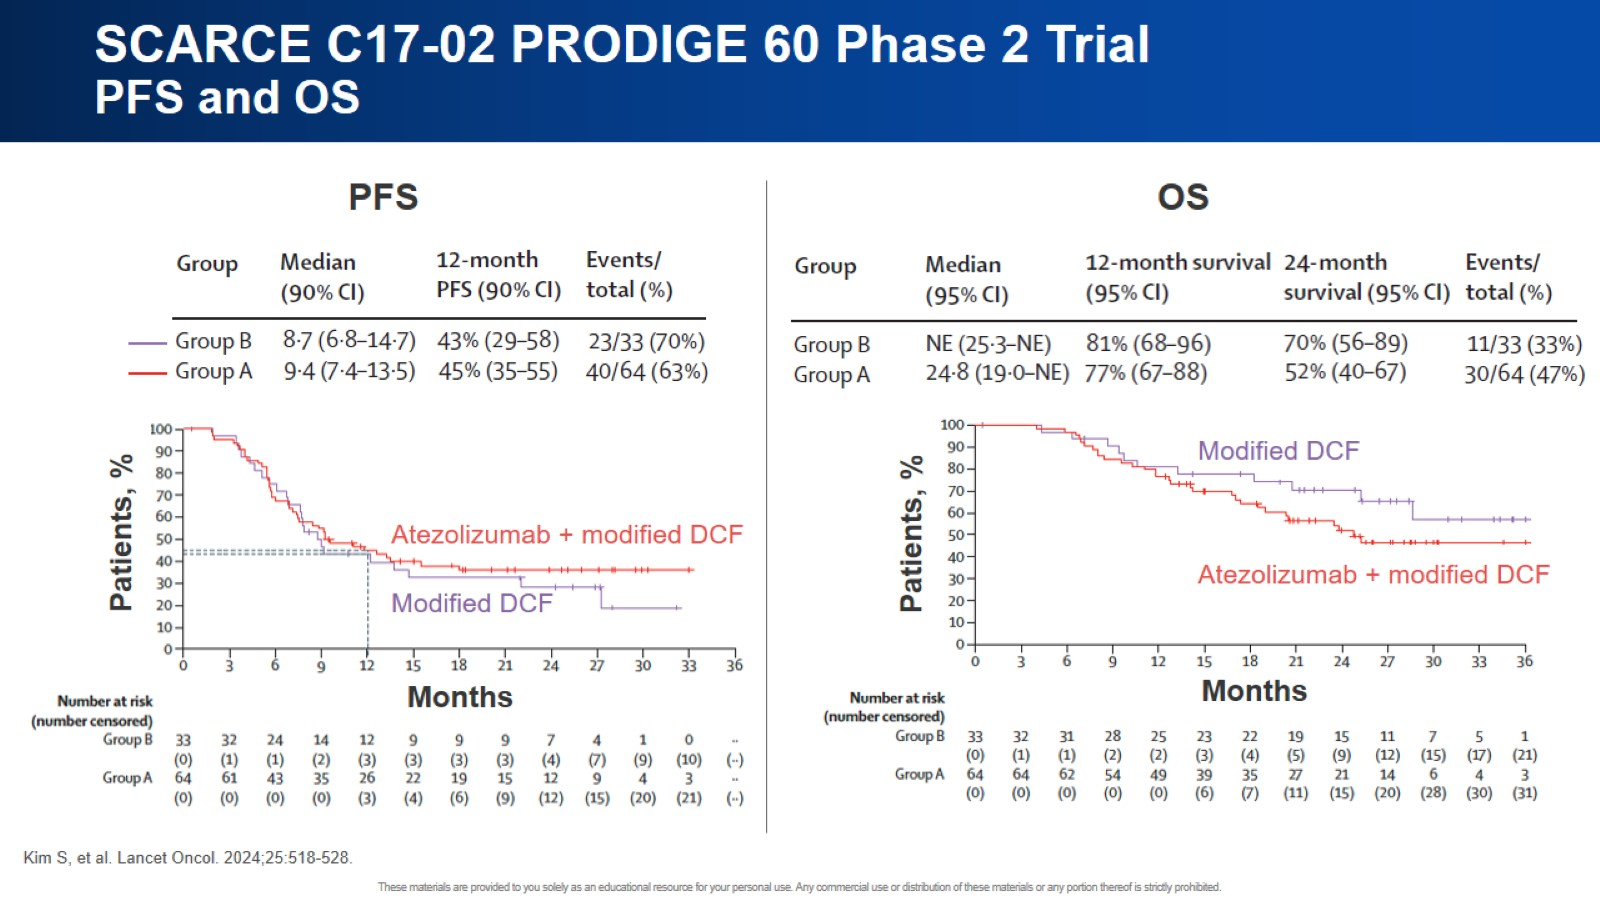 SCARCE C17-02 PRODIGE 60 Phase 2 Trial
PFS and OS
PFS
Group Median (90% CI) 12-month PFS (90% CI) Events/ total (%)
Group B 8·7 (6·8–14·7) 43% (29–58) 23/33 (70%)
Group A 9·4 (7·4–13·5) 45% (35–55) 40/64 (63%)
Patients, %
100
90
80
70
60
50
40
30
20
10
0
Atezolizumab + modified DCF
Modified DCF
0 3 6 9 12 15 18 21 24 27 30 33 36
Months
Number at risk
(number censored)
Group B 33 32 24 14 12 9 9 9 7 4 1 0 ··
(0) (1) (1) (2) (3) (3) (3) (3) (4) (7) (9) (10) (··)
Group A 64 61 43 35 26 22 19 15 12 9 4 3 ··
(0) (0) (0) (0) (3) (4) (6) (9) (12) (15) (20) (21) (··)
OS
Group Median (95% CI) 12-month survival (95% CI) 24-month survival (95% CI) Events/ total (%)
Group B NE (25·3–NE) 81% (68–96) 70% (56–89) 11/33 (33%)
Group A 24·8 (19·0–NE) 77% (67–88) 52% (40–67) 30/64 (47%)
Patients, %
100
90
80
70
60
50
40
30
20
10
0
Modified DCF
Atezolizumab + modified DCF
0 3 6 9 12 15 18 21 24 27 30 33 36
Months
Number at risk
(number censored)
Group B 33 32 31 28 25 23 22 19 15 11 7 5 1
(0) (1) (1) (2) (2) (3) (4) (5) (9) (12) (15) (17) (21)
Group A 64 64 62 54 49 39 35 27 21 14 6 4 3
(0) (0) (0) (0) (0) (6) (7) (11) (15) (20) (28) (30) (31)
Kim S, et al. Lancet Oncol. 2024;25:518-528.
These materials are provided to you solely as an educational resource for your personal use. Any commercial use or distribution of these materials or any portion thereof is strictly prohibited.